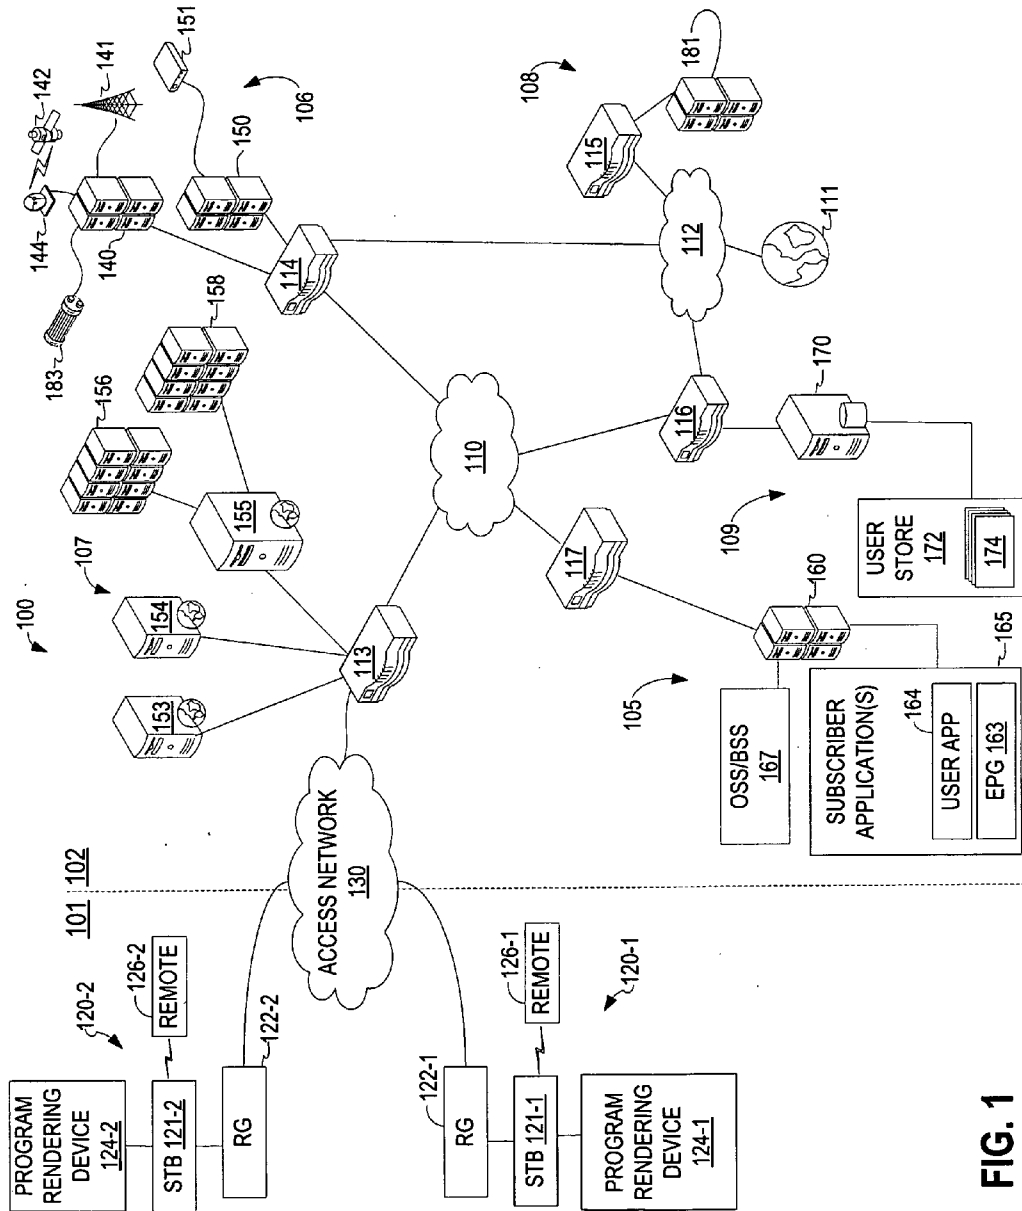 100
107
153
154
155
156
158
183
144
142
141
140
151
150
106
114
113
110
108
115
181
112
111
116
170
109
USER
STORE
172
174
117
160
105
OSS/BSS
167
165
SUBSCRIBER
APPLICATION(S)
164
USER APP
EPG 163
101
102
ACCESS NETWORK
130
120-2
PROGRAM
RENDERING
DEVICE
124-2
STB 121-2
126-2
REMOTE
RG
122-2
120-1
126-1
REMOTE
122-1
RG
STB 121-1
PROGRAM
RENDERING
DEVICE
124-1
FIG. 1